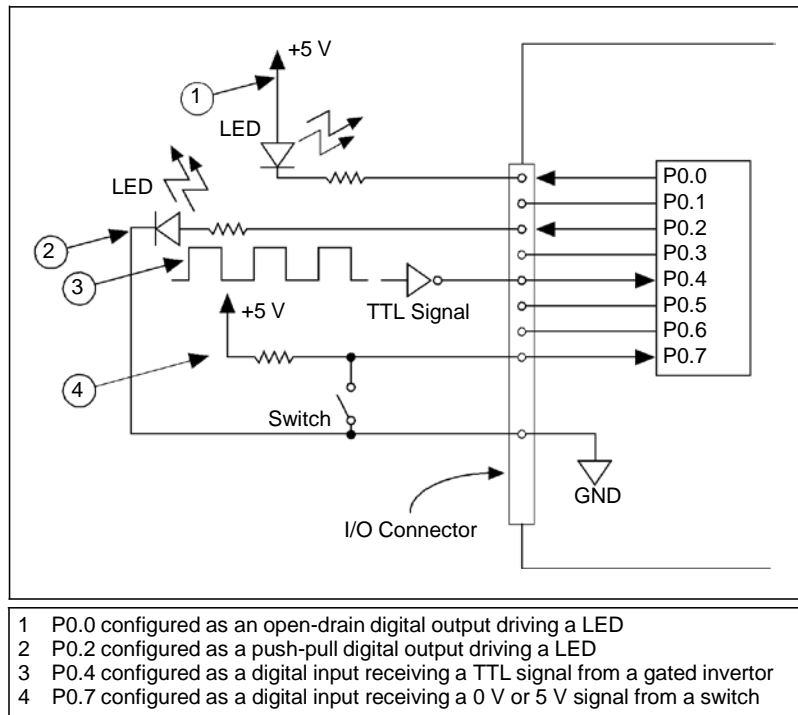 +5 V
1
LED
LED
2
3
+5 V
TTL Signal
4
Switch
I/O Connector
GND
P0.0
P0.1
P0.2
P0.3
P0.4
P0.5
P0.6
P0.7
1 P0.0 configured as an open-drain digital output driving a LED
2 P0.2 configured as a push-pull digital output driving a LED
3 P0.4 configured as a digital input receiving a TTL signal from a gated invertor
4 P0.7 configured as a digital input receiving a 0 V or 5 V signal from a switch